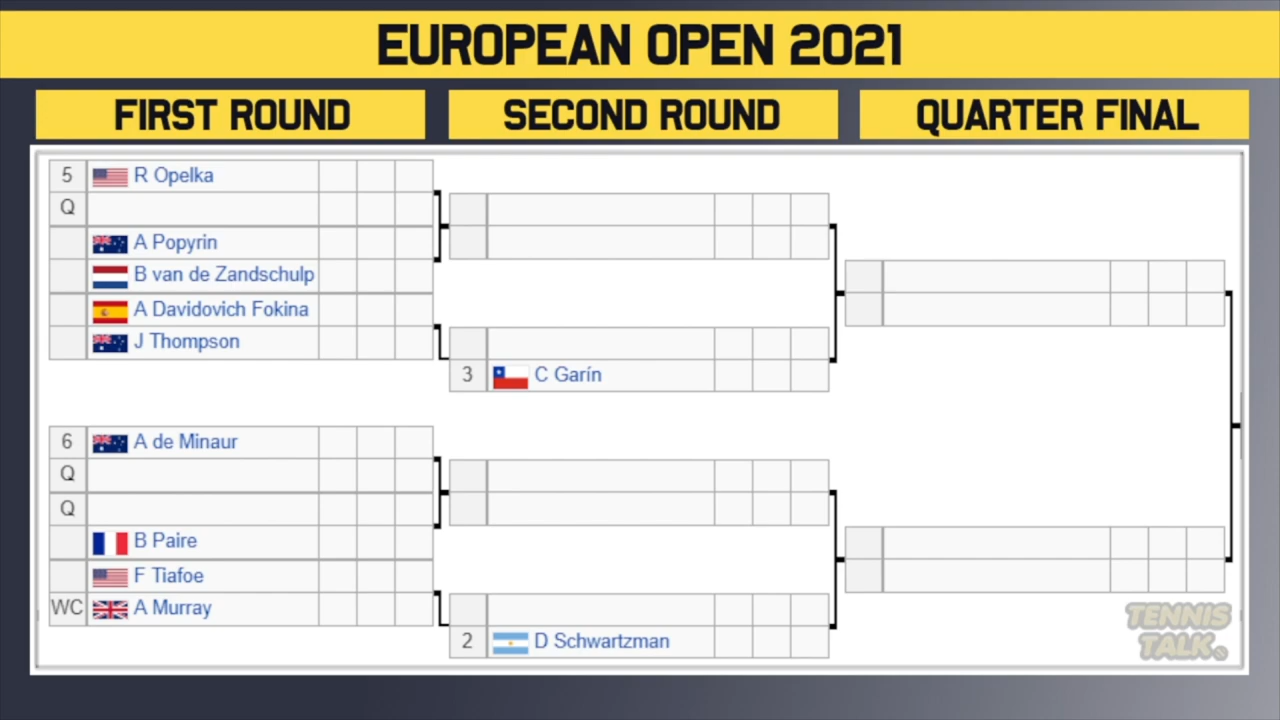 EUROPEAN OPEN 2021
FIRST ROUND
SECOND ROUND
QUARTER FINAL
5 R Opelka
Q
A Popyrin
B van de Zandschulp
A Davidovich Fokina
J Thompson
3 C Garín
6 A de Minaur
Q
Q
B Paire
F Tiafoe
WC A Murray
2 D Schwartzman
TENNIS
TALK